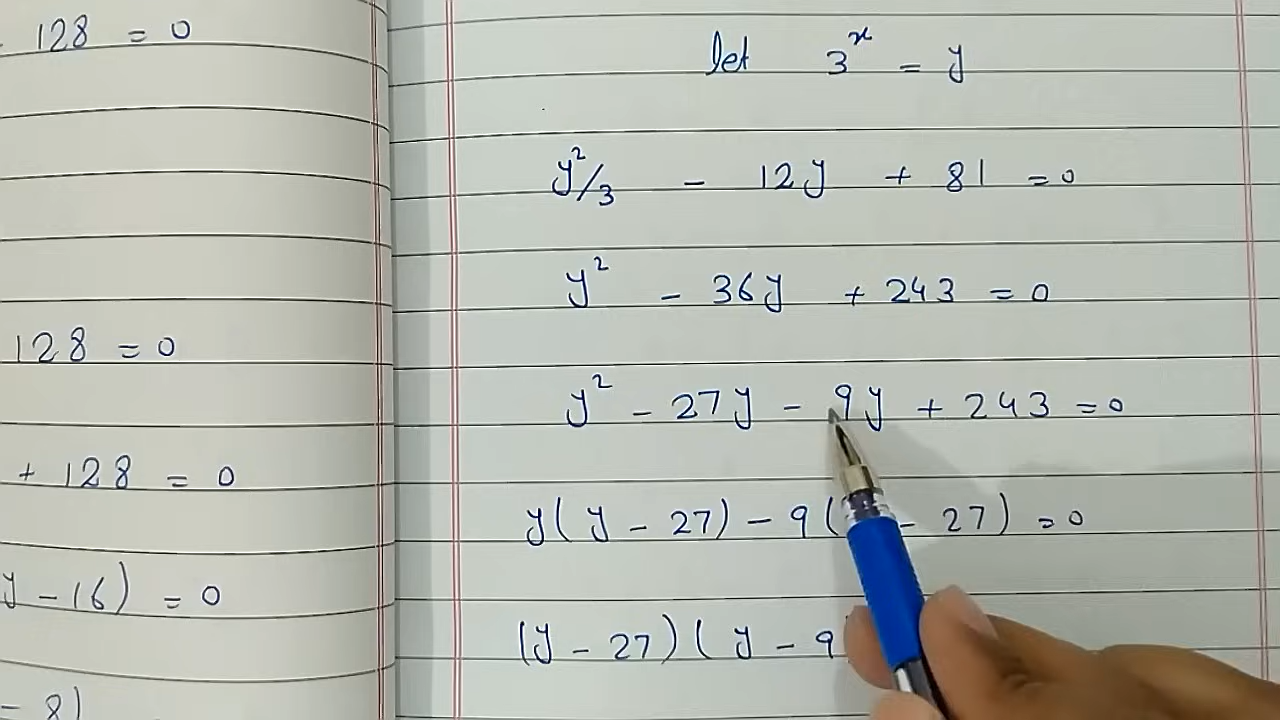 128 = 0
128 = 0
+ 128 = 0
y - 16) = 0
- 8)
let 3^x = y
y²/3 - 12y + 81 = 0
y² - 36y + 243 = 0
y² - 27y - 9y + 243 = 0
y(y - 27) - 9( - 27) = 0
(y - 27)(y - 9